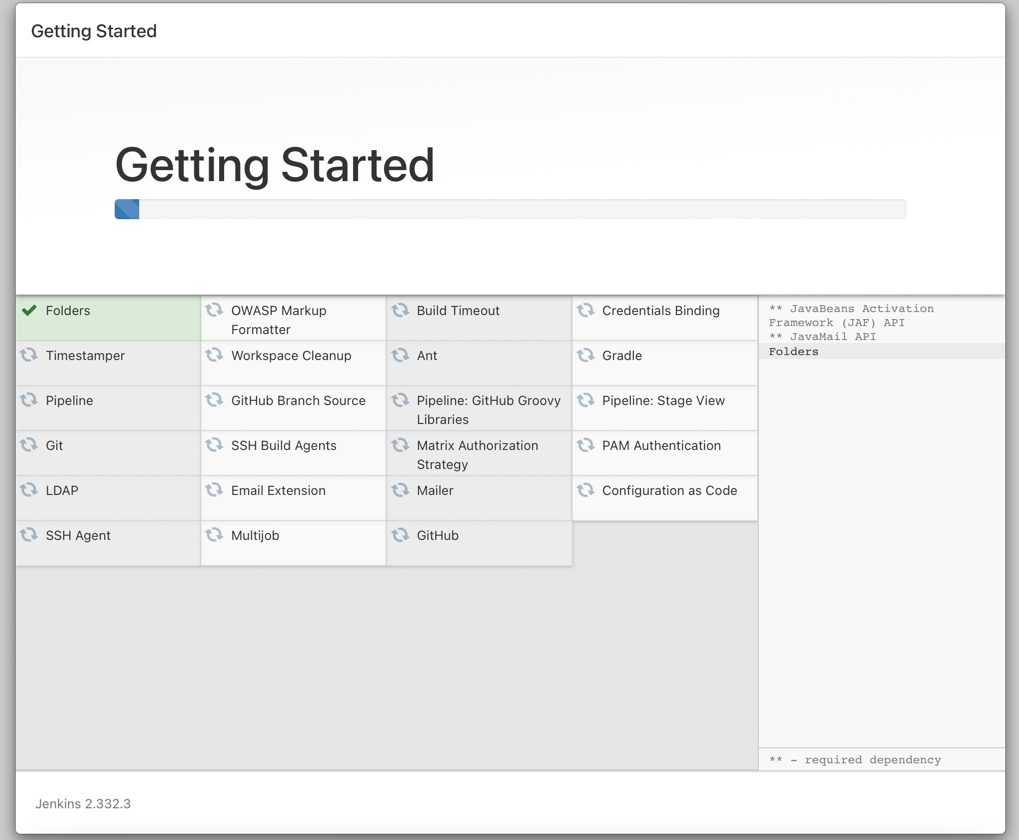 Getting Started
Getting Started
Folders
OWASP Markup
Formatter
Build Timeout
Credentials Binding
Timestamper
Workspace Cleanup
Ant
Gradle
Pipeline
GitHub Branch Source
Pipeline: GitHub Groovy
Libraries
Pipeline: Stage View
Git
SSH Build Agents
Matrix Authorization
Strategy
PAM Authentication
LDAP
Email Extension
Mailer
Configuration as Code
SSH Agent
Multijob
GitHub
** JavaBeans Activation
Framework (JAF) API
** JavaMail API
Folders
** - required dependency
Jenkins 2.332.3